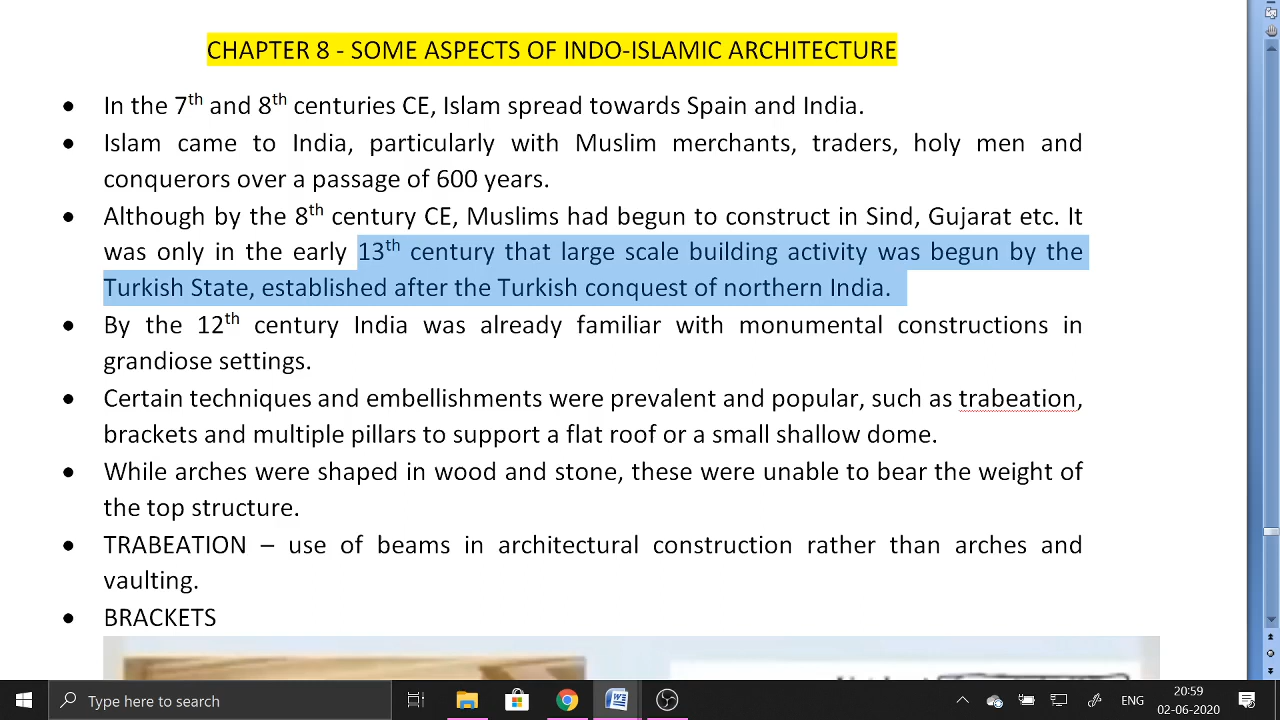 CHAPTER 8 - SOME ASPECTS OF INDO-ISLAMIC ARCHITECTURE
• In the 7th and 8th centuries CE, Islam spread towards Spain and India.
• Islam came to India, particularly with Muslim merchants, traders, holy men and
conquerors over a passage of 600 years.
• Although by the 8th century CE, Muslims had begun to construct in Sind, Gujarat etc. It
was only in the early 13th century that large scale building activity was begun by the
Turkish State, established after the Turkish conquest of northern India.
• By the 12th century India was already familiar with monumental constructions in
grandiose settings.
• Certain techniques and embellishments were prevalent and popular, such as trabeation,
brackets and multiple pillars to support a flat roof or a small shallow dome.
• While arches were shaped in wood and stone, these were unable to bear the weight of
the top structure.
• TRABEATION – use of beams in architectural construction rather than arches and
vaulting.
• BRACKETS
Type here to search
ENG
20:59
02-06-2020